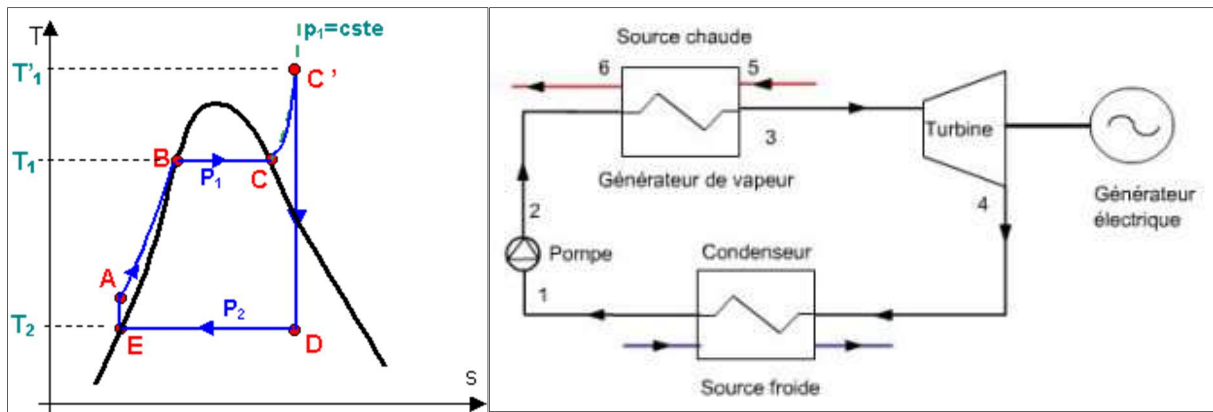 T
p₁=cste
T'₁
C'
B
T₁
P₁
C
A
P₂
T₂
E
D
S
Source chaude
6
5
3
Turbine
Générateur de vapeur
4
Générateur
électrique
2
Pompe
Condenseur
1
Source froide